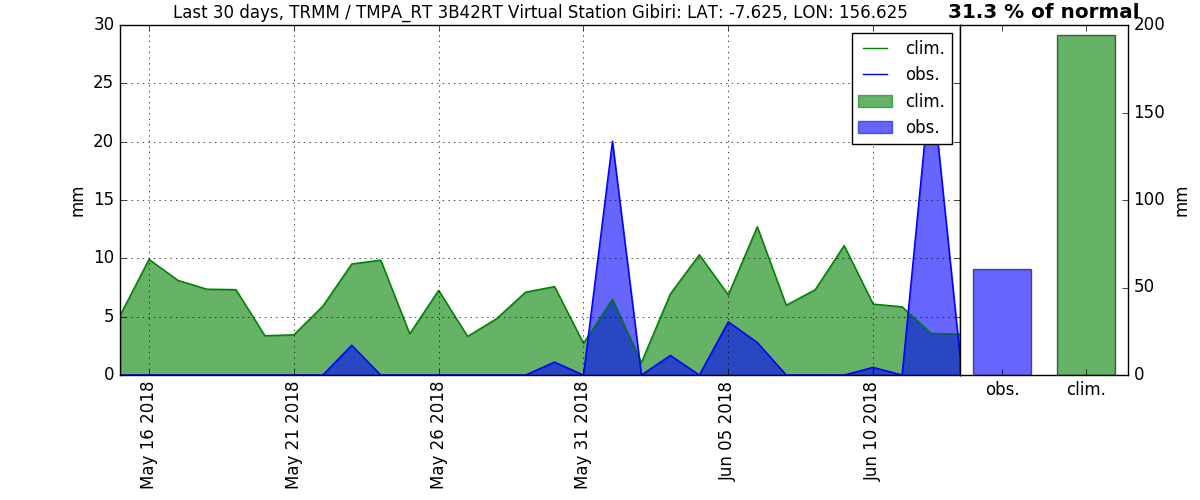 Last 30 days, TRMM / TMPA_RT 3B42RT Virtual Station Gibiri: LAT: -7.625, LON: 156.625
31.3 % of normal
clim.
obs.
clim.
obs.
30
25
20
15
10
5
0
mm
May 16 2018
May 21 2018
May 26 2018
May 31 2018
Jun 05 2018
Jun 10 2018
200
150
100
50
0
mm
obs.
clim.